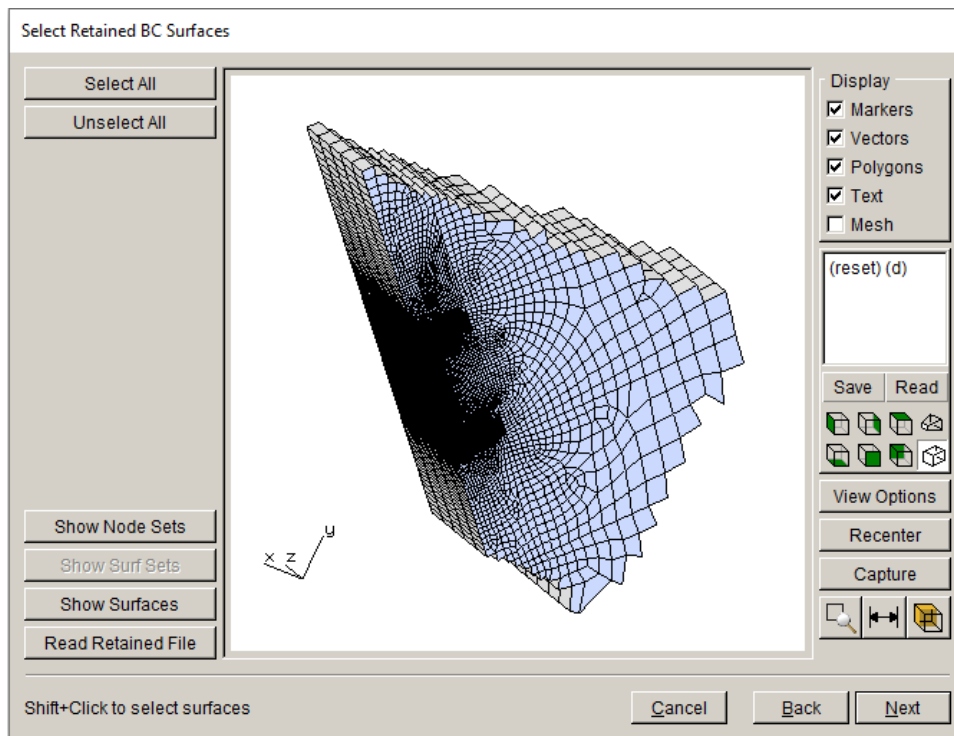 Select Retained BC Surfaces
Select All
Unselect All
Show Node Sets
Show Surf Sets
Show Surfaces
Read Retained File
x z y
Display
Markers
Vectors
Polygons
Text
Mesh
(reset) (d)
Save Read
View Options
Recenter
Capture
Shift+Click to select surfaces
Cancel Back Next